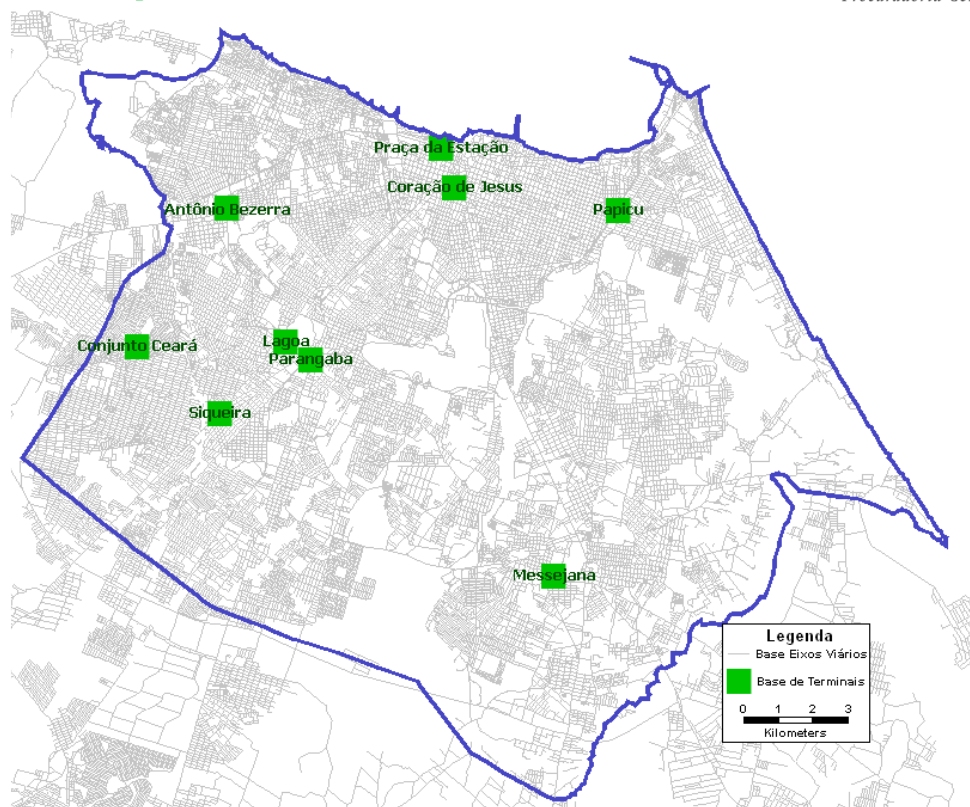 Praça da Estação
Coração de Jesus
Antônio Bezerra
Papicu
Lagoa
Conjunto Ceará
Parangaba
Siqueira
Messejana
Legenda
Base Eixos Viários
Base de Terminais
0 1 2 3
Kilometers